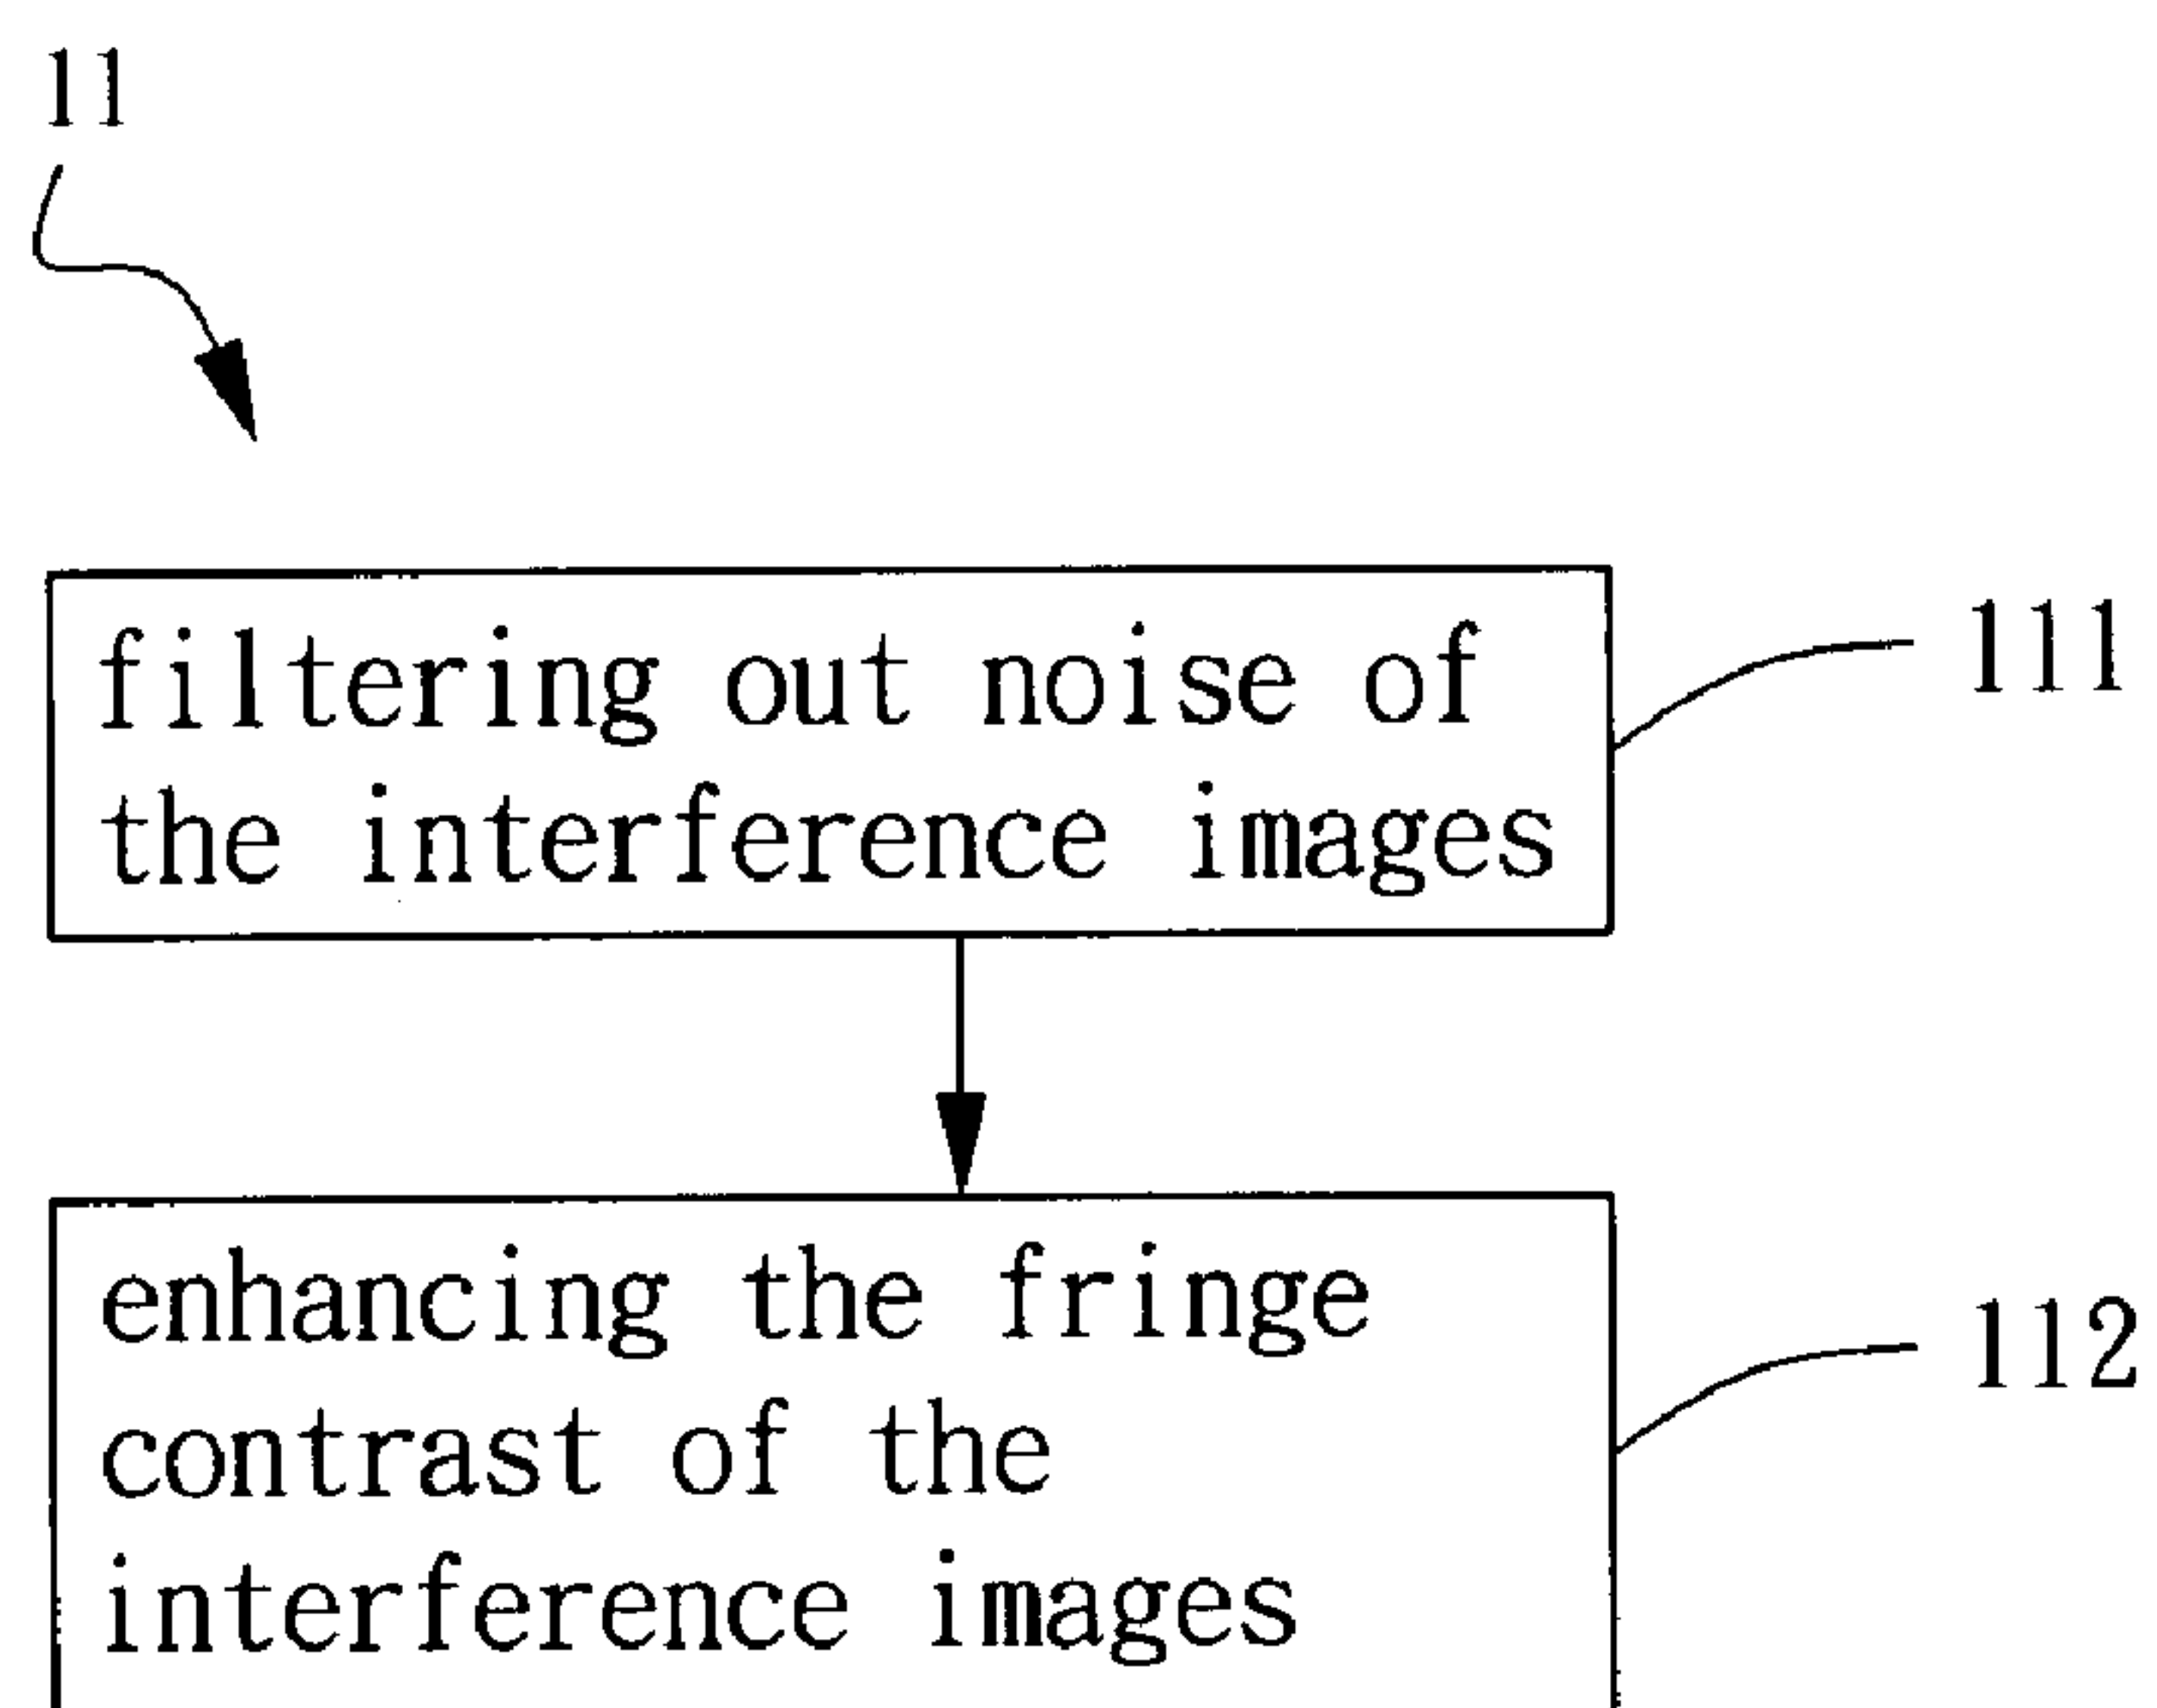 11
filtering out noise of
the interference images
111
enhancing the fringe
contrast of the
interference images
112